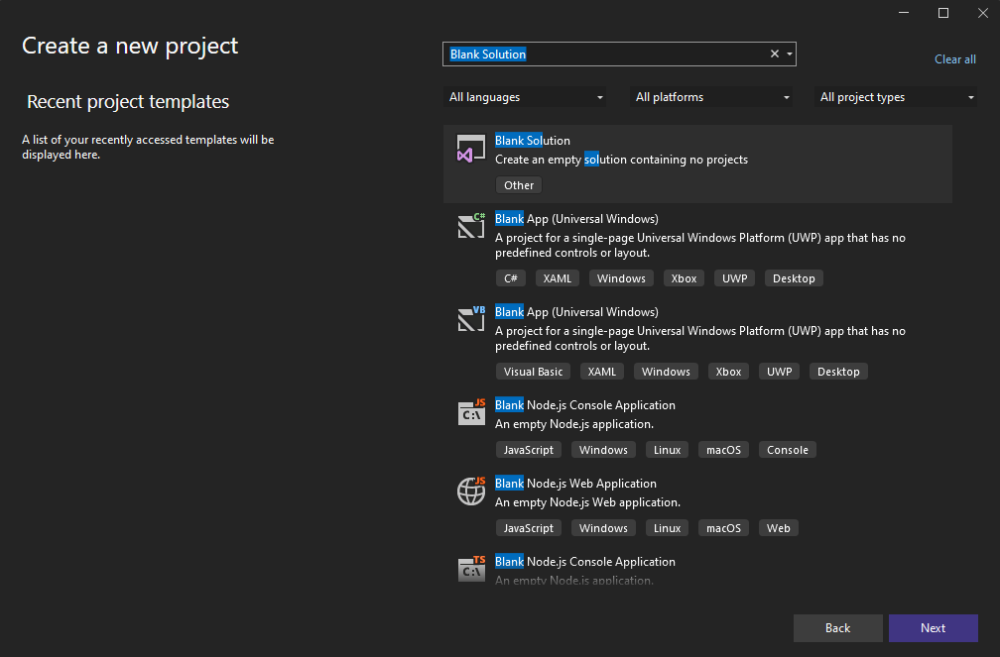 Create a new project
Recent project templates
A list of your recently accessed templates will be
displayed here.
Blank Solution
Clear all
All languages
All platforms
All project types
Blank Solution
Create an empty solution containing no projects
Other
C#
Blank App (Universal Windows)
A project for a single-page Universal Windows Platform (UWP) app that has no
predefined controls or layout.
C# XAML Windows Xbox UWP Desktop
VB
Blank App (Universal Windows)
A project for a single-page Universal Windows Platform (UWP) app that has no
predefined controls or layout.
Visual Basic XAML Windows Xbox UWP Desktop
JS
C:\
Blank Node.js Console Application
An empty Node.js application.
JavaScript Windows Linux macOS Console
JS
Blank Node.js Web Application
An empty Node.js Web application.
JavaScript Windows Linux macOS Web
TS
C:\
Blank Node.js Console Application
An empty Node.js application.
Back
Next